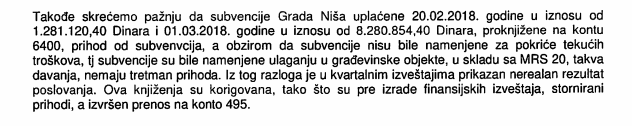 Takođe skrećemo pažnju da subvencije Grada Niša uplaćene 20.02.2018. godine u iznosu od
1.281.120,40 Dinara i 01.03.2018. godine u iznosu od 8.280.854,40 Dinara, proknjižene na kontu
6400, prihod od subvenvcija, a obzirom da subvencije nisu bile namenjene za pokriće tekućih
troškova, tj subvencije su bile namenjene ulaganju u građevinske objekte, u skladu sa MRS 20, takva
davanja, nemaju tretman prihoda. Iz tog razloga je u kvartalnim izveštajima prikazan nerealan rezultat
poslovanja. Ova knjiženja su korigovana, tako što su pre izrade finansijskih izveštaja, stornirani
prihodi, a izvršen prenos na konto 495.